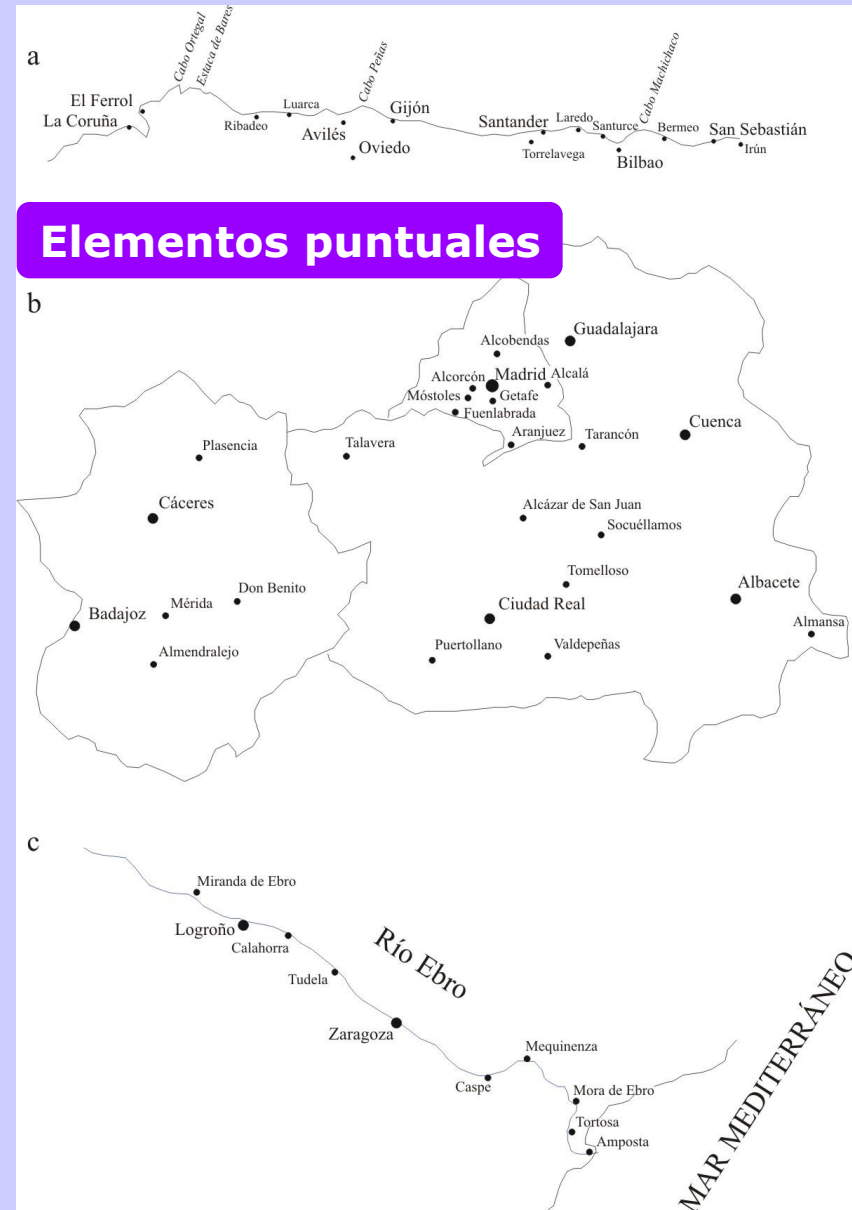 a
Cabo Ortegal
Estaca de Bares
Cabo Peñas
Cabo Machichaco
El Ferrol
La Coruña
Ribadeo
Luarca
Avilés
Oviedo
Gijón
Santander
Torrelavega
Laredo
Santurce
Bilbao
Bermeo
San Sebastián
Irún
Elementos puntuales
b
Guadalajara
Alcobendas
Alcorcón
Madrid
Alcalá
Móstoles
Getafe
Fuenlabrada
Aranjuez
Tarancón
Cuenca
Talavera
Plasencia
Cáceres
Alcázar de San Juan
Socuéllamos
Tomelloso
Albacete
Don Benito
Mérida
Badajoz
Ciudad Real
Almansa
Almendralejo
Puertollano
Valdepeñas
c
Miranda de Ebro
Logroño
Calahorra
Tudela
Río Ebro
Zaragoza
Mequinenza
Caspe
Mora de Ebro
Tortosa
Amposta
MAR MEDITERRÁNEO